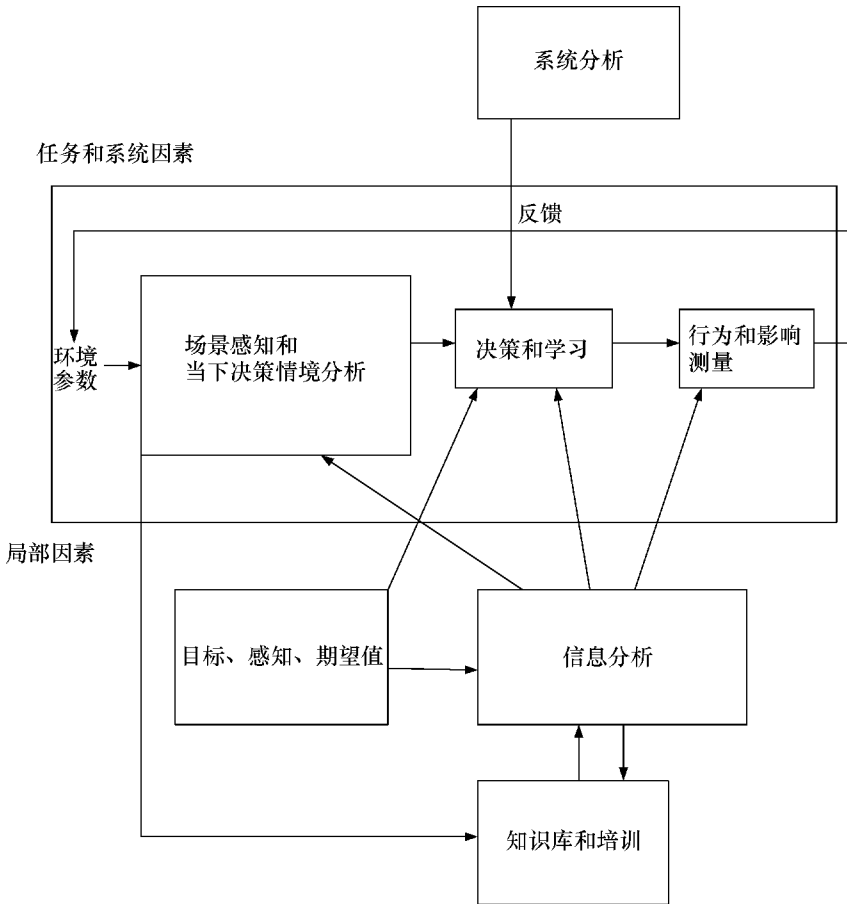 系统分析
任务和系统因素
反馈
环境
参数
场景感知和
当下决策情境分析
决策和学习
行为和影响
测量
局部因素
目标、感知、期望值
信息分析
知识库和培训